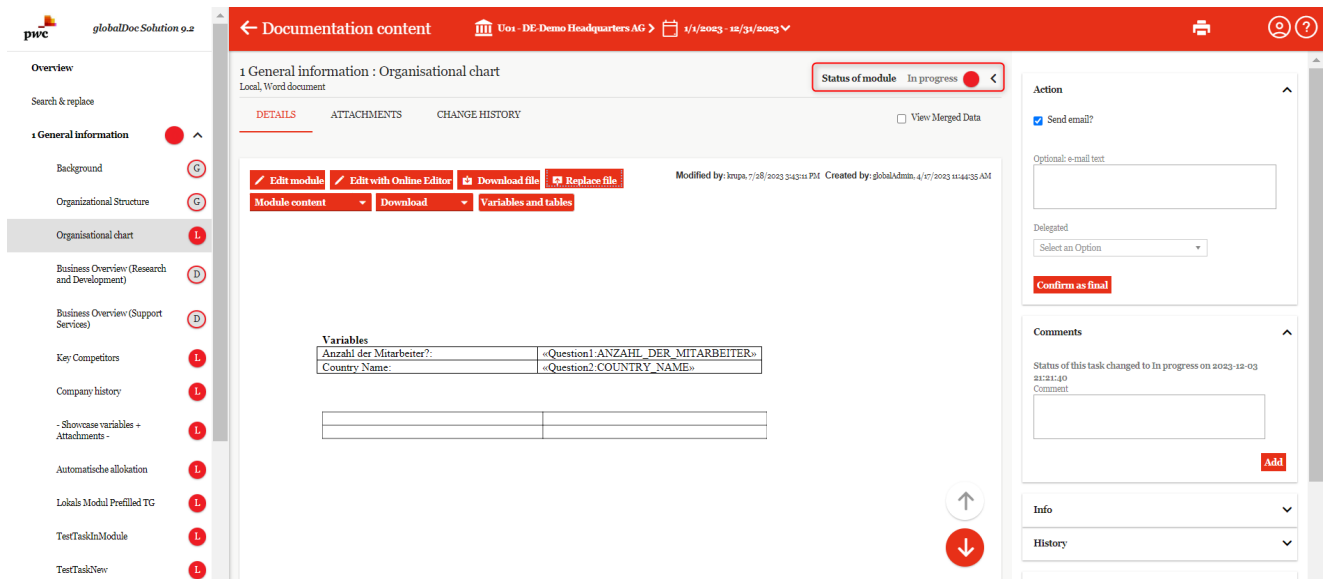 pwc
globalDoc Solution 9.2
Documentation content
U01 - DE-Demo Headquarters AG
1/1/2023 - 12/31/2023
Overview
Search & replace
1 General information
Background
G
Organizational Structure
G
Organisational chart
L
Business Overview (Research
and Development)
D
Business Overview (Support
Services)
D
Key Competitors
L
Company history
L
- Showcase variables +
Attachments -
L
Automatische allokation
L
Lokals Modul Prefilled TG
L
TestTaskInModule
L
TestTaskNew
L
1 General information : Organisational chart
Local, Word document
Status of module In progress
DETAILS ATTACHMENTS CHANGE HISTORY
View Merged Data
Edit module Edit with Online Editor Download file Replace file
Modified by: krupa, 7/28/2023 3:43:11 PM Created by: globalAdmin, 4/17/2023 11:44:35 AM
Module content Download Variables and tables
Variables
Anzahl der Mitarbeiter?: «Question1:ANZAHL_DER_MITARBEITER»
Country Name: «Question2:COUNTRY_NAME»
Action
Send email?
Optional: e-mail text
Delegated
Select an Option
Confirm as final
Comments
Status of this task changed to In progress on 2023-12-03
21:21:40
Comment
Add
Info
History